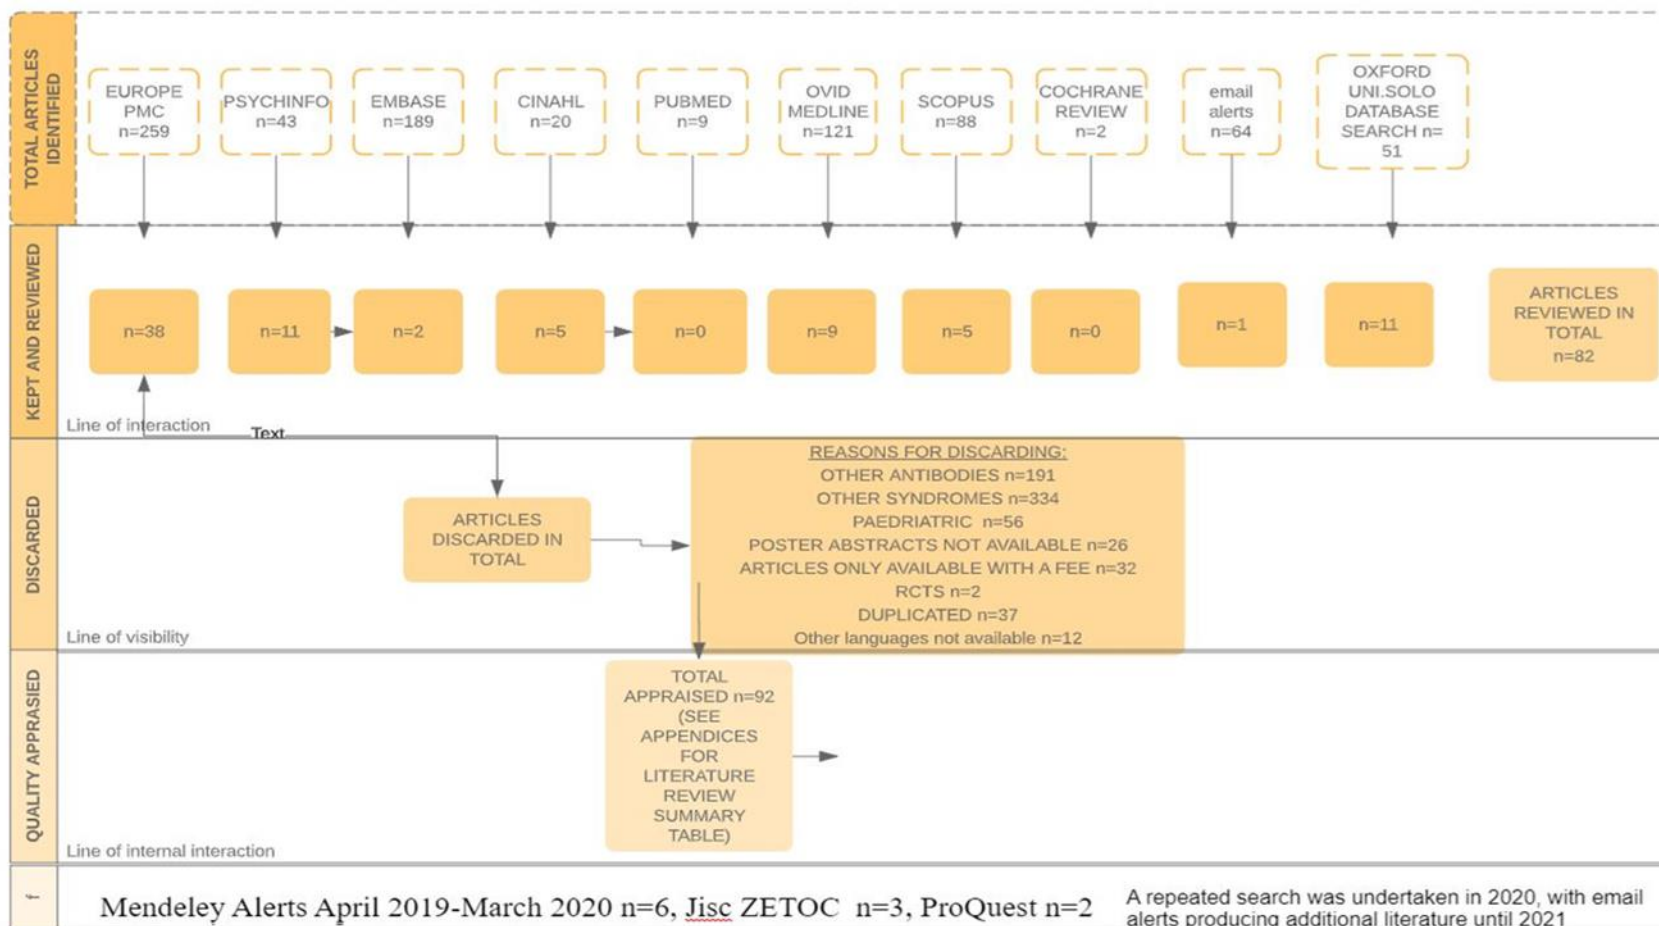 TOTAL ARTICLES
IDENTIFIED
EUROPE
PMC
n=259
PSYCHINFO
n=43
EMBASE
n=189
CINAHL
n=20
PUBMED
n=9
OVID
MEDLINE
n=121
SCOPUS
n=88
COCHRANE
REVIEW
n=2
email
alerts
n=64
OXFORD
UNI.SOLO
DATABASE
SEARCH n=
51
KEPT AND REVIEWED
n=38
n=11
n=2
n=5
n=0
n=9
n=5
n=0
n=1
n=11
ARTICLES
REVIEWED IN
TOTAL
n=82
Line of interaction
Text
DISCARDED
ARTICLES
DISCARDED IN
TOTAL
REASONS FOR DISCARDING:
OTHER ANTIBODIES n=191
OTHER SYNDROMES n=334
PAEDRIATRIC n=56
POSTER ABSTRACTS NOT AVAILABLE n=26
ARTICLES ONLY AVAILABLE WITH A FEE n=32
RCTS n=2
DUPLICATED n=37
Other languages not available n=12
Line of visibility
QUALITY APPRASIED
TOTAL
APPRAISED n=92
(SEE
APPENDICES
FOR
LITERATURE
REVIEW
SUMMARY
TABLE)
Line of internal interaction
f
Mendeley Alerts April 2019-March 2020 n=6, Jisc ZETOC n=3, ProQuest n=2
A repeated search was undertaken in 2020, with email
alerts producing additional literature until 2021